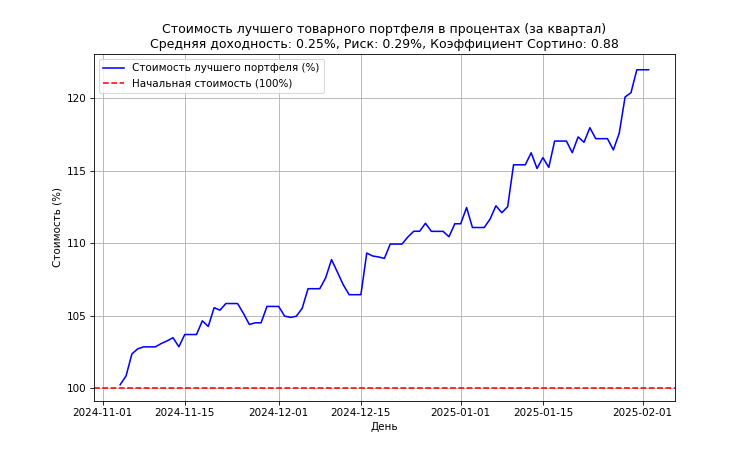 Стоимость лучшего товарного портфеля в процентах (за квартал)
Средняя доходность: 0.25%, Риск: 0.29%, Коэффициент Сортино: 0.88
Стоимость лучшего портфеля (%)
Начальная стоимость (100%)
Стоимость (%)
120
115
110
105
100
2024-11-01
2024-11-15
2024-12-01
2024-12-15
2025-01-01
2025-01-15
2025-02-01
День